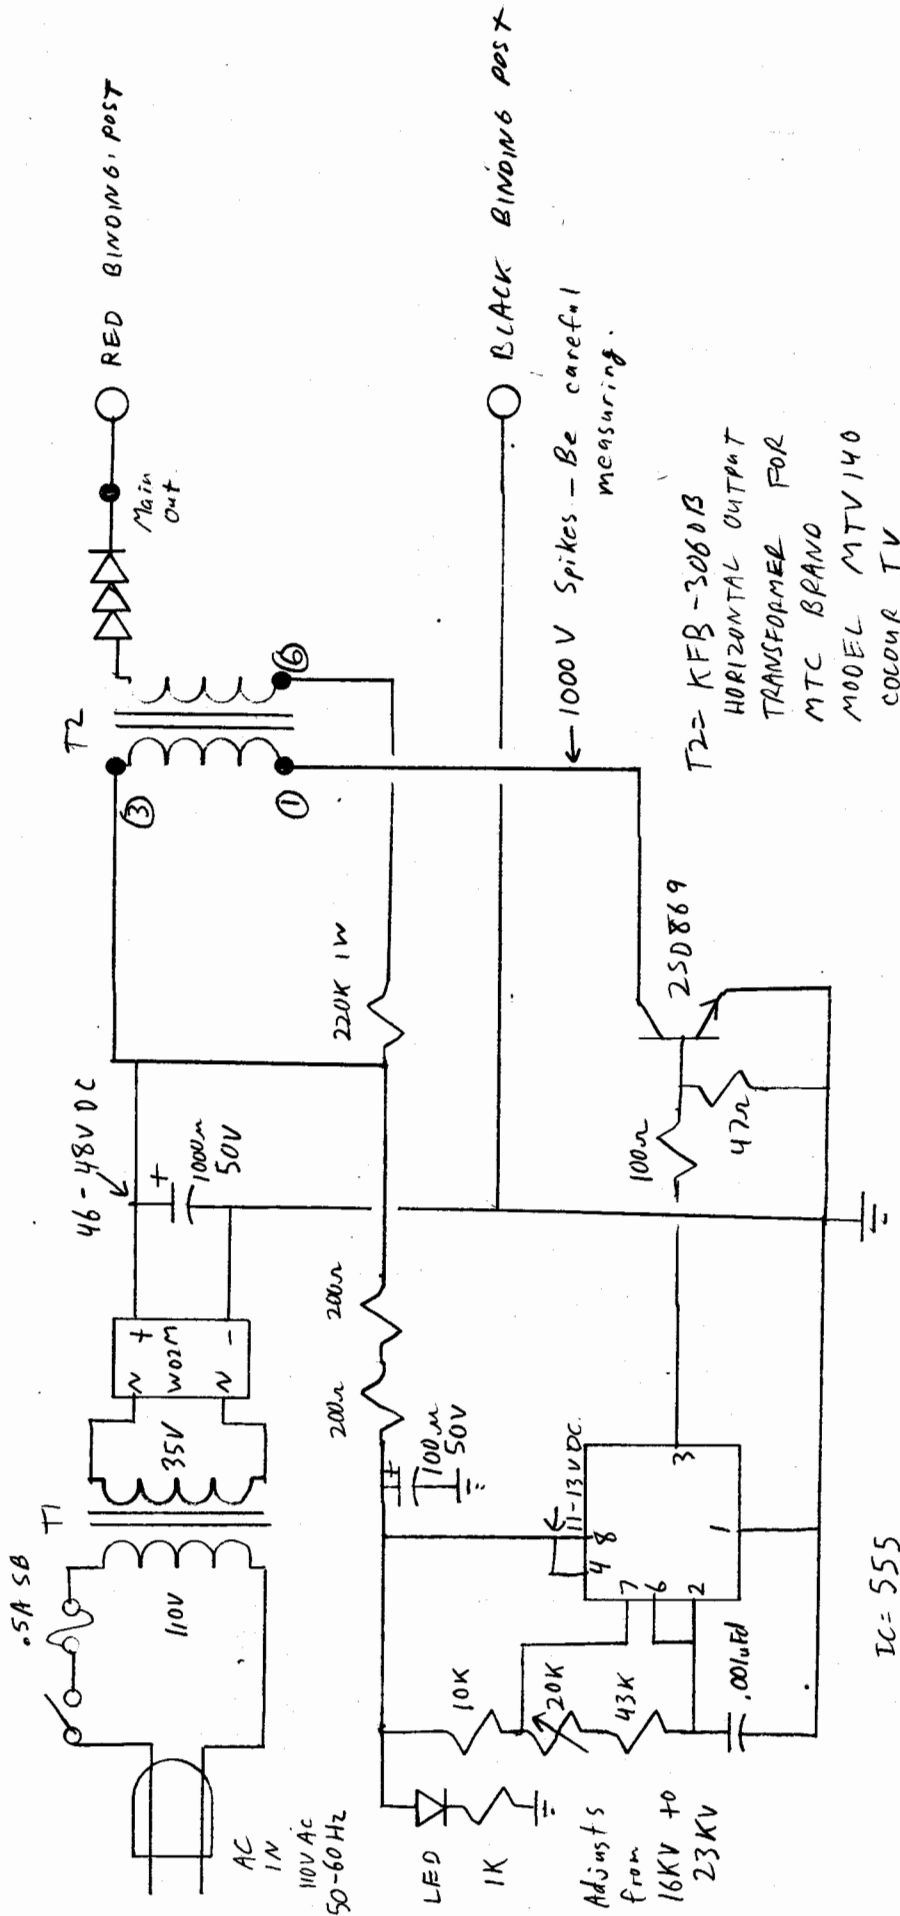 .5A SB
AC
IN
110V AC
50-60Hz
110V
T1
35V
N +
W02M
N -
46-48V DC
+
1000u
50V
220K 1W
T2
③
①
⑥
Main
Out
RED BINDING POST
BLACK BINDING POST
← 1000V Spikes - Be careful
measuring.
LED
1K
Adjusts
from
16KV to
23KV
10K
20K
43K
.001uFd
+
100u
50V
200Ω
200Ω
11-13V DC
4 8
7
6
2
1
3
100Ω
47Ω
2SD869
IC= 555
T2= KFB-3060B
HORIZONTAL OUTPUT
TRANSFORMER FOR
MTC BRAND
MODEL MTV140
COLOUR TV